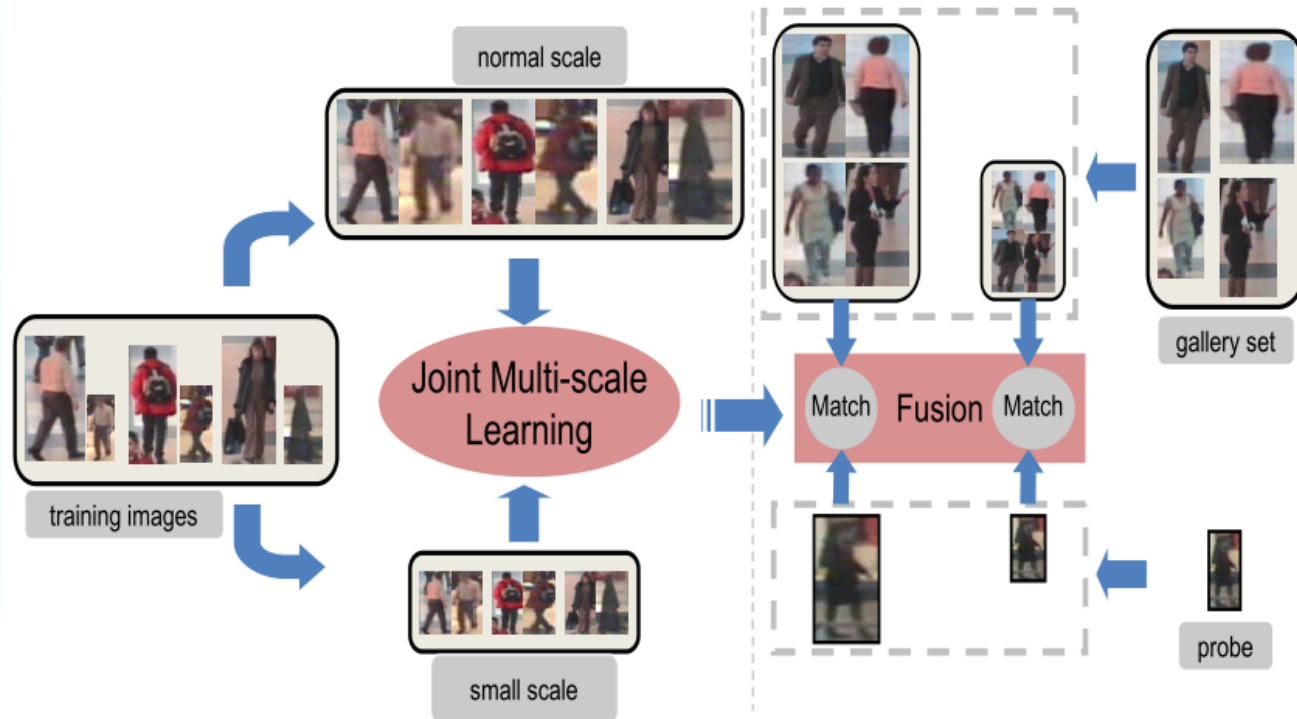 normal scale
training images
Joint Multi-scale
Learning
small scale
gallery set
Match
Fusion
Match
probe